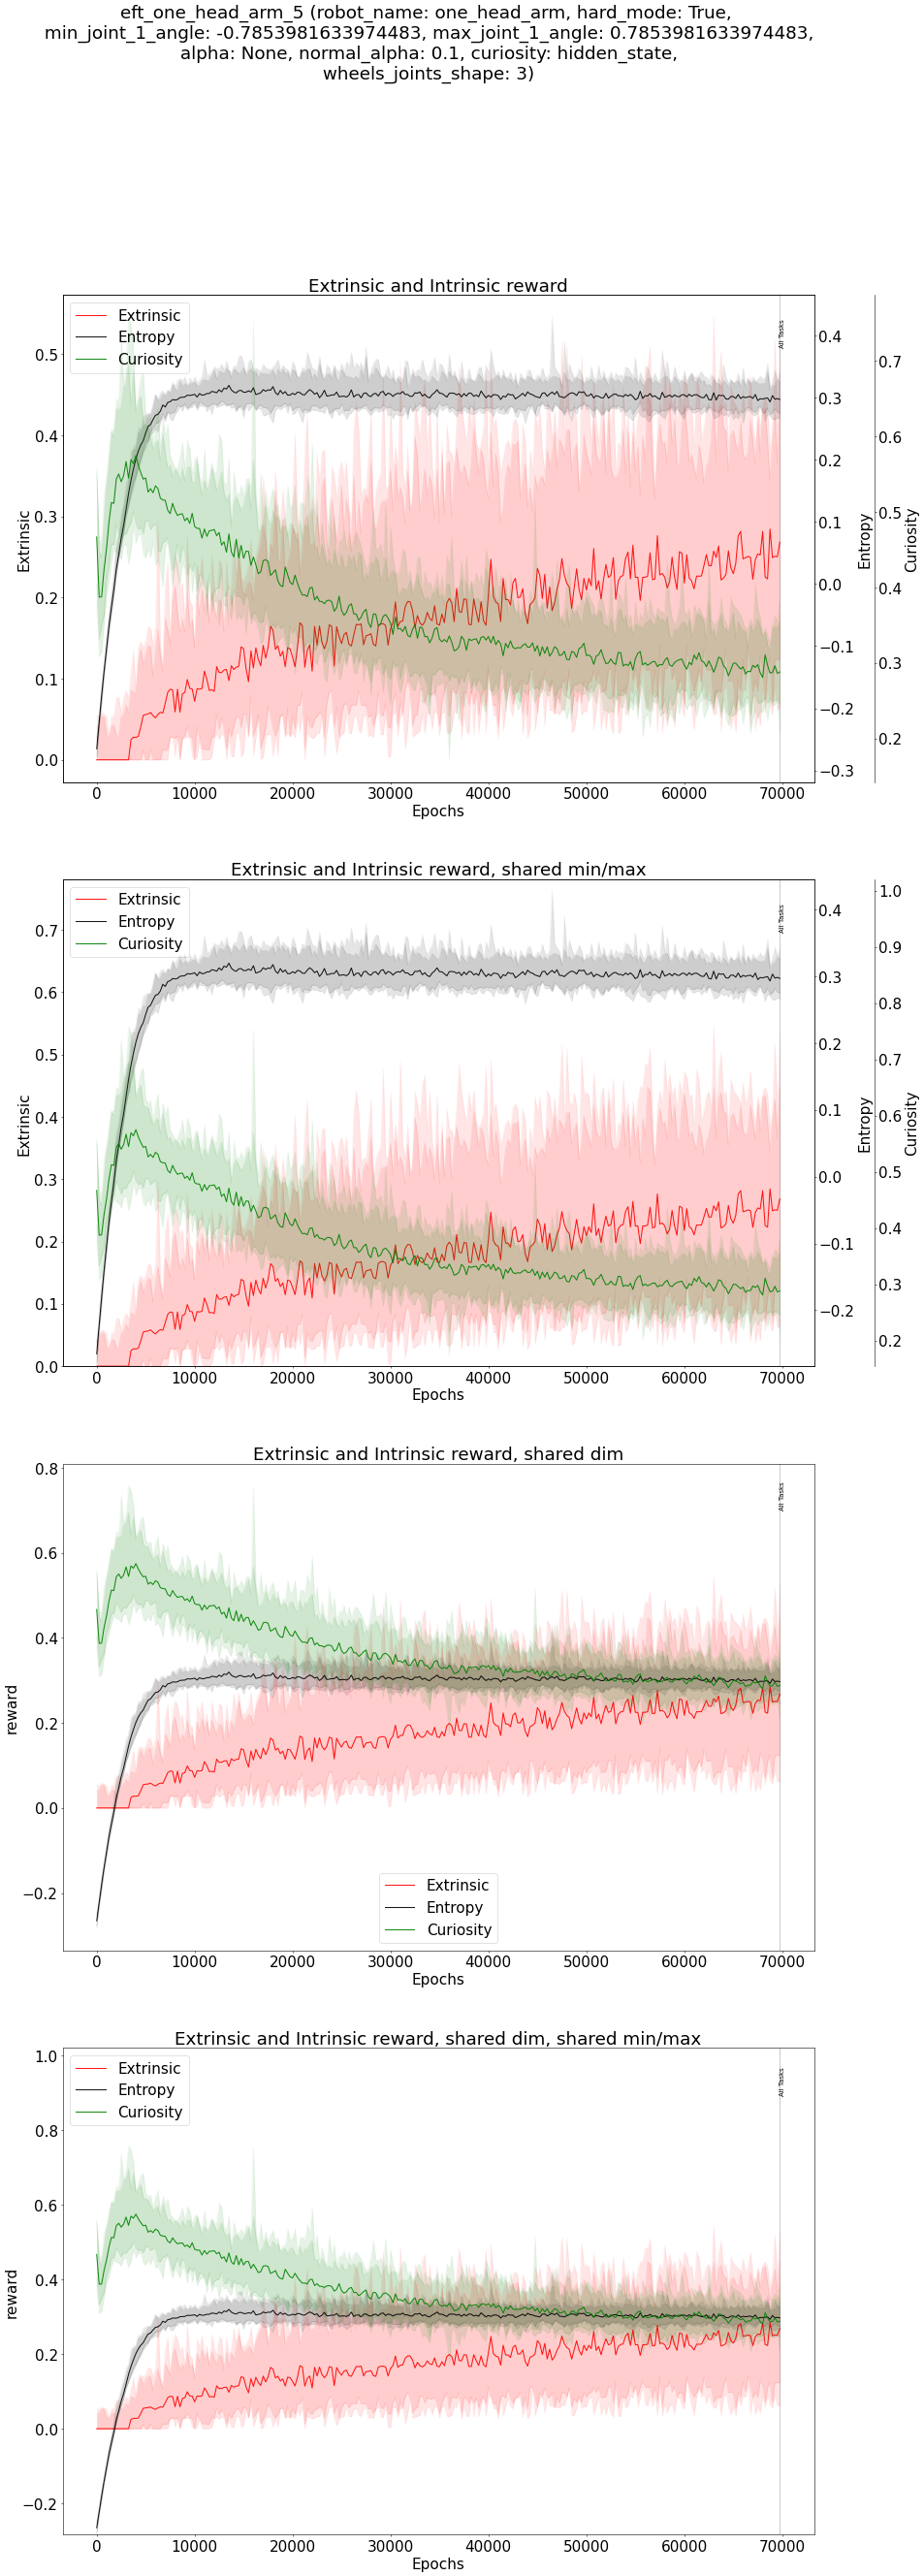 eft_one_head_arm_5 (robot_name: one_head_arm, hard_mode: True,
min_joint_1_angle: -0.7853981633974483, max_joint_1_angle: 0.7853981633974483,
alpha: None, normal_alpha: 0.1, curiosity: hidden_state,
wheels_joints_shape: 3)
Extrinsic and Intrinsic reward
Extrinsic
Entropy
Curiosity
All Tasks
0.5
0.4
0.3
0.2
0.1
0.0
Extrinsic
0.4
0.3
0.2
0.1
0.0
−0.1
−0.2
−0.3
Entropy
0.7
0.6
0.5
0.4
0.3
0.2
Curiosity
0 10000 20000 30000 40000 50000 60000 70000
Epochs
Extrinsic and Intrinsic reward, shared min/max
Extrinsic
Entropy
Curiosity
All Tasks
0.7
0.6
0.5
0.4
0.3
0.2
0.1
0.0
Extrinsic
0.4
0.3
0.2
0.1
0.0
−0.1
−0.2
Entropy
1.0
0.9
0.8
0.7
0.6
0.5
0.4
0.3
0.2
Curiosity
0 10000 20000 30000 40000 50000 60000 70000
Epochs
Extrinsic and Intrinsic reward, shared dim
All Tasks
0.8
0.6
0.4
0.2
0.0
−0.2
reward
Extrinsic
Entropy
Curiosity
0 10000 20000 30000 40000 50000 60000 70000
Epochs
Extrinsic and Intrinsic reward, shared dim, shared min/max
Extrinsic
Entropy
Curiosity
All Tasks
1.0
0.8
0.6
0.4
0.2
0.0
−0.2
reward
0 10000 20000 30000 40000 50000 60000 70000
Epochs